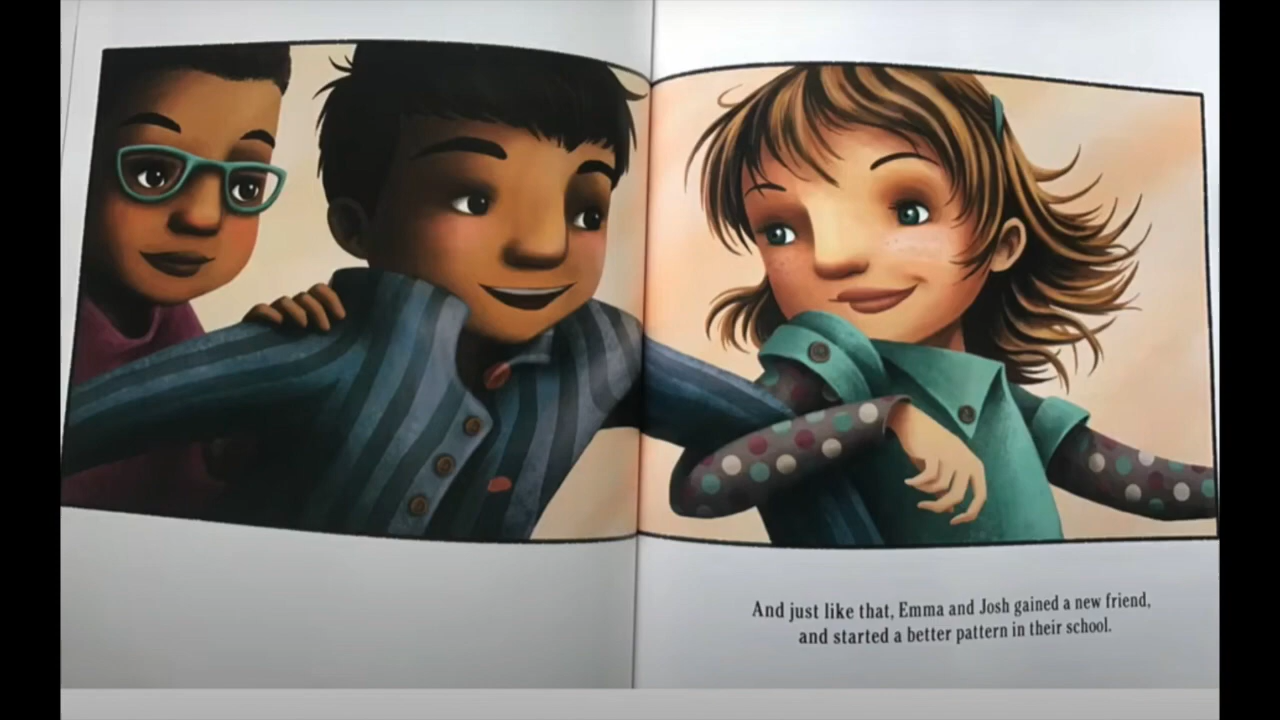 And just like that, Emma and Josh gained a new friend,
and started a better pattern in their school.